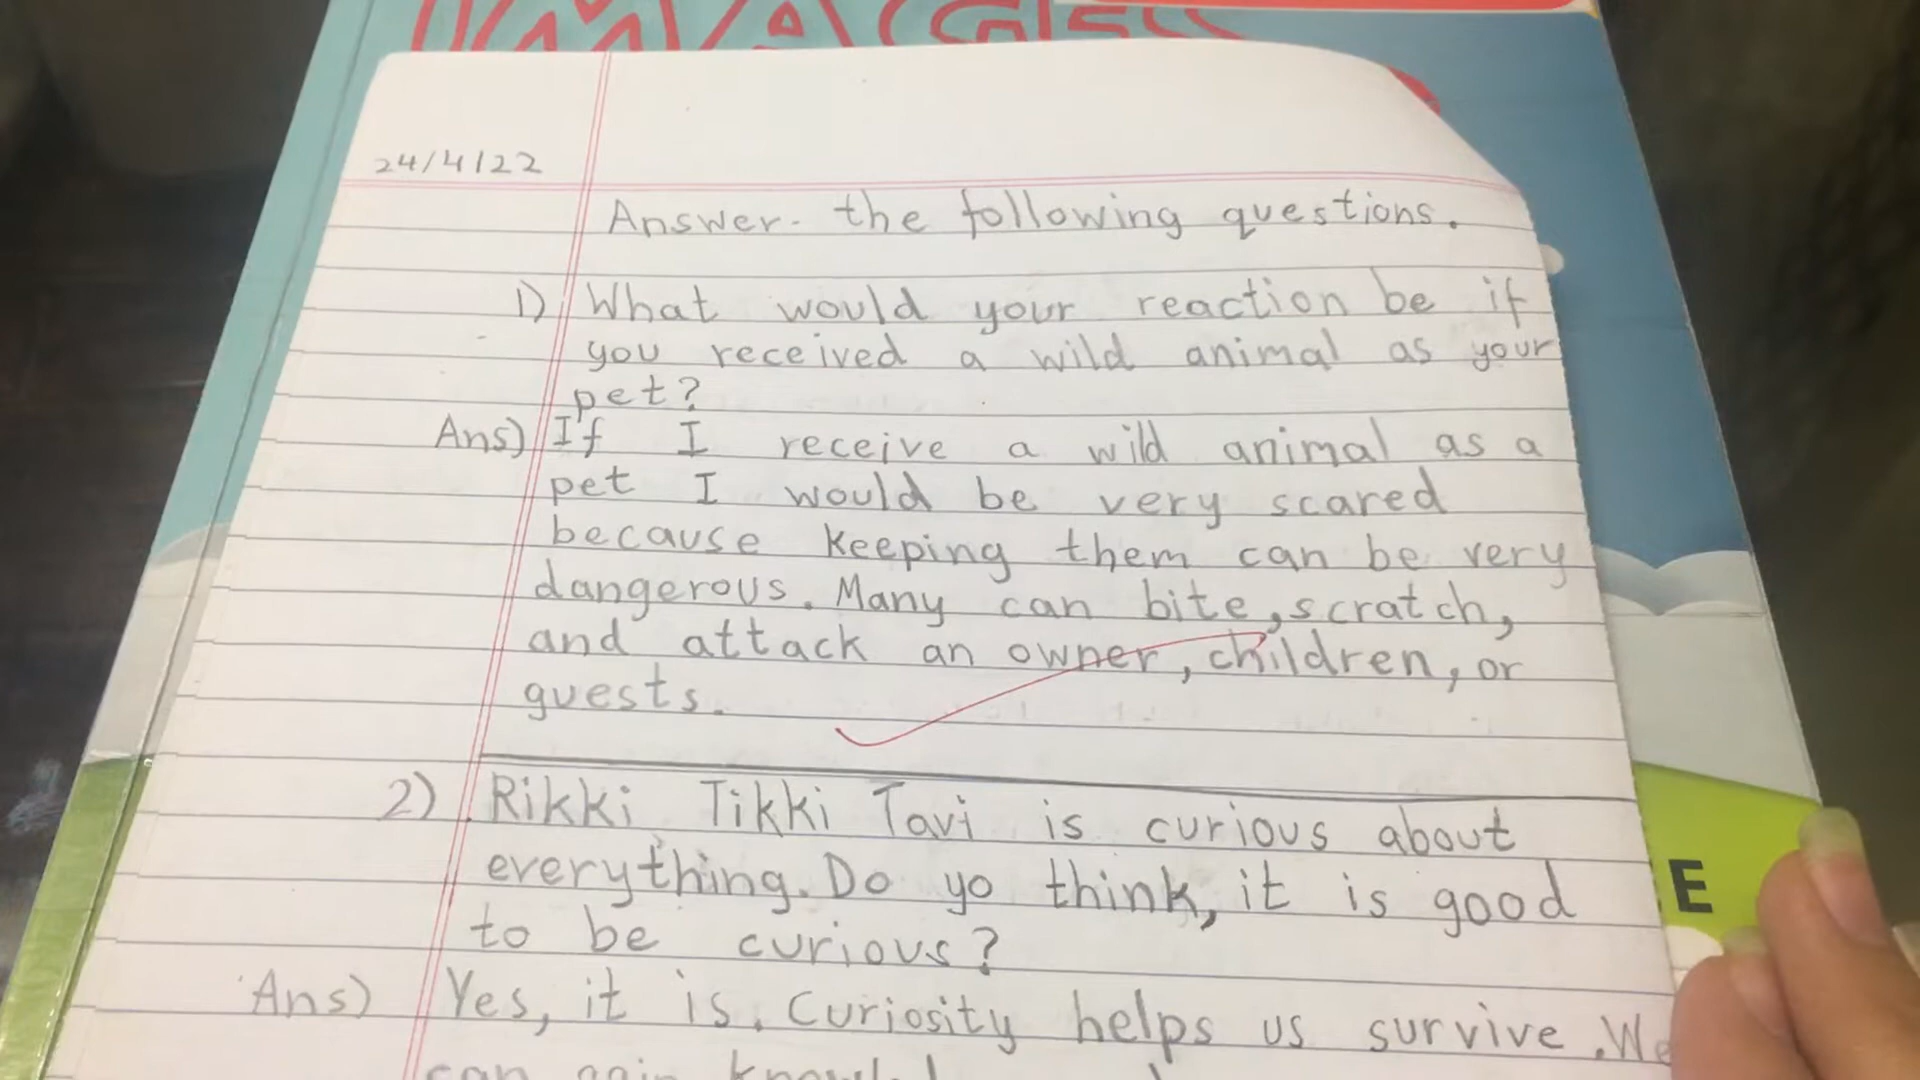 24/4/22
Answer- the following questions.
1) What would your reaction be if
you received a wild animal as your
pet?
Ans) If I receive a wild animal as a
pet I would be very scared
because keeping them can be very
dangerous. Many can bite, scratch,
and attack an owner, children, or
guests.
2) Rikki Tikki Tavi is curious about
everything. Do yo think, it is good
to be curious?
Ans) Yes, it is. Curiosity helps us survive. We
can gain
E